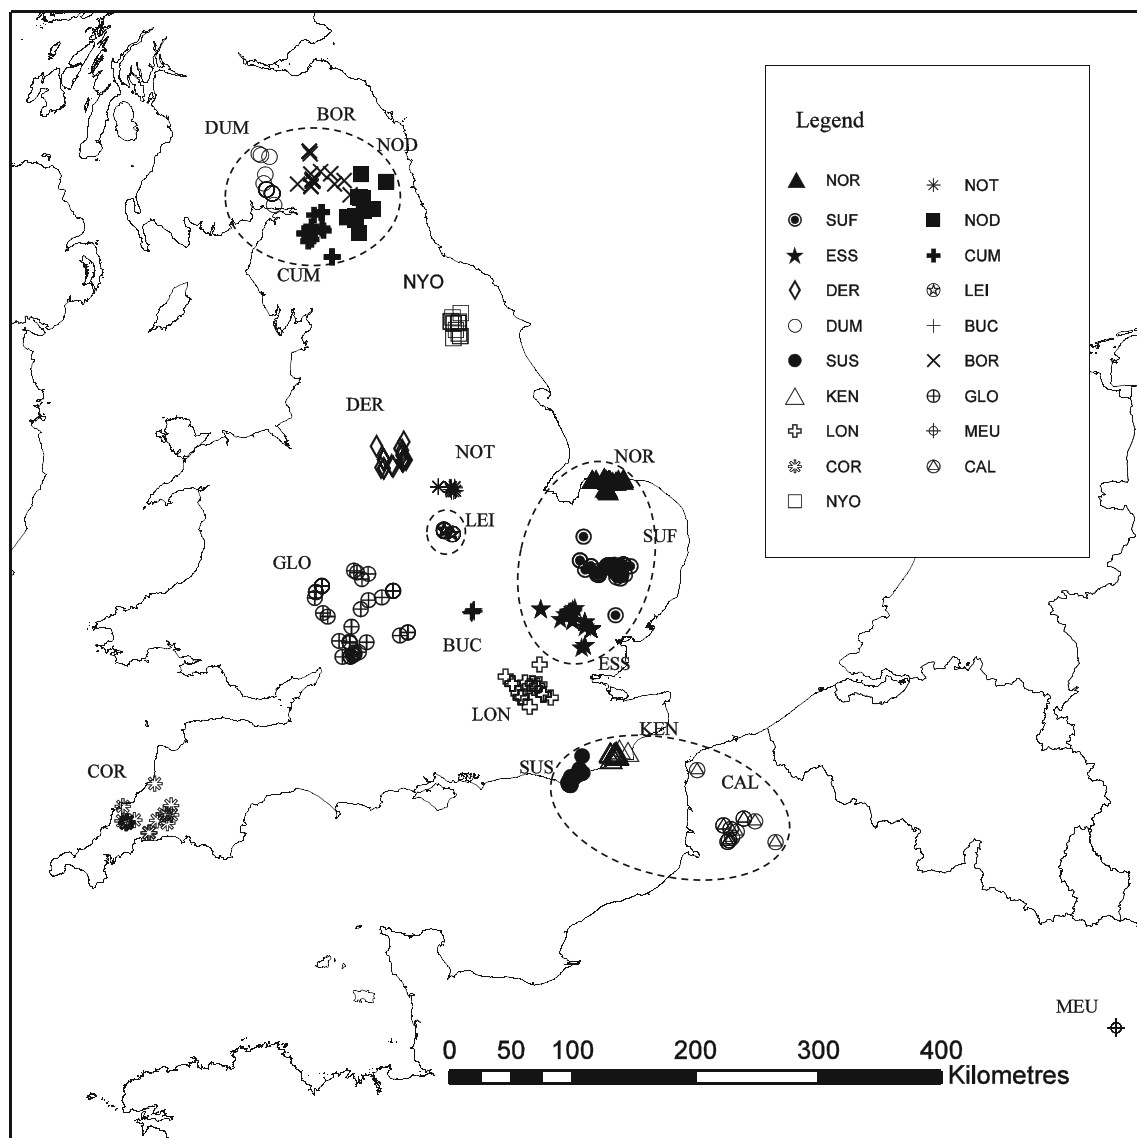 BOR
DUM
NOD
CUM
NYO
DER
NOT
NOR
LEI
SUF
GLO
BUC
ESS
LON
KEN
SUS
COR
CAL
MEU
Legend
NOR
SUF
ESS
DER
DUM
SUS
KEN
LON
COR
NYO
NOT
NOD
CUM
LEI
BUC
BOR
GLO
MEU
CAL
0 50 100 200 300 400
Kilometres